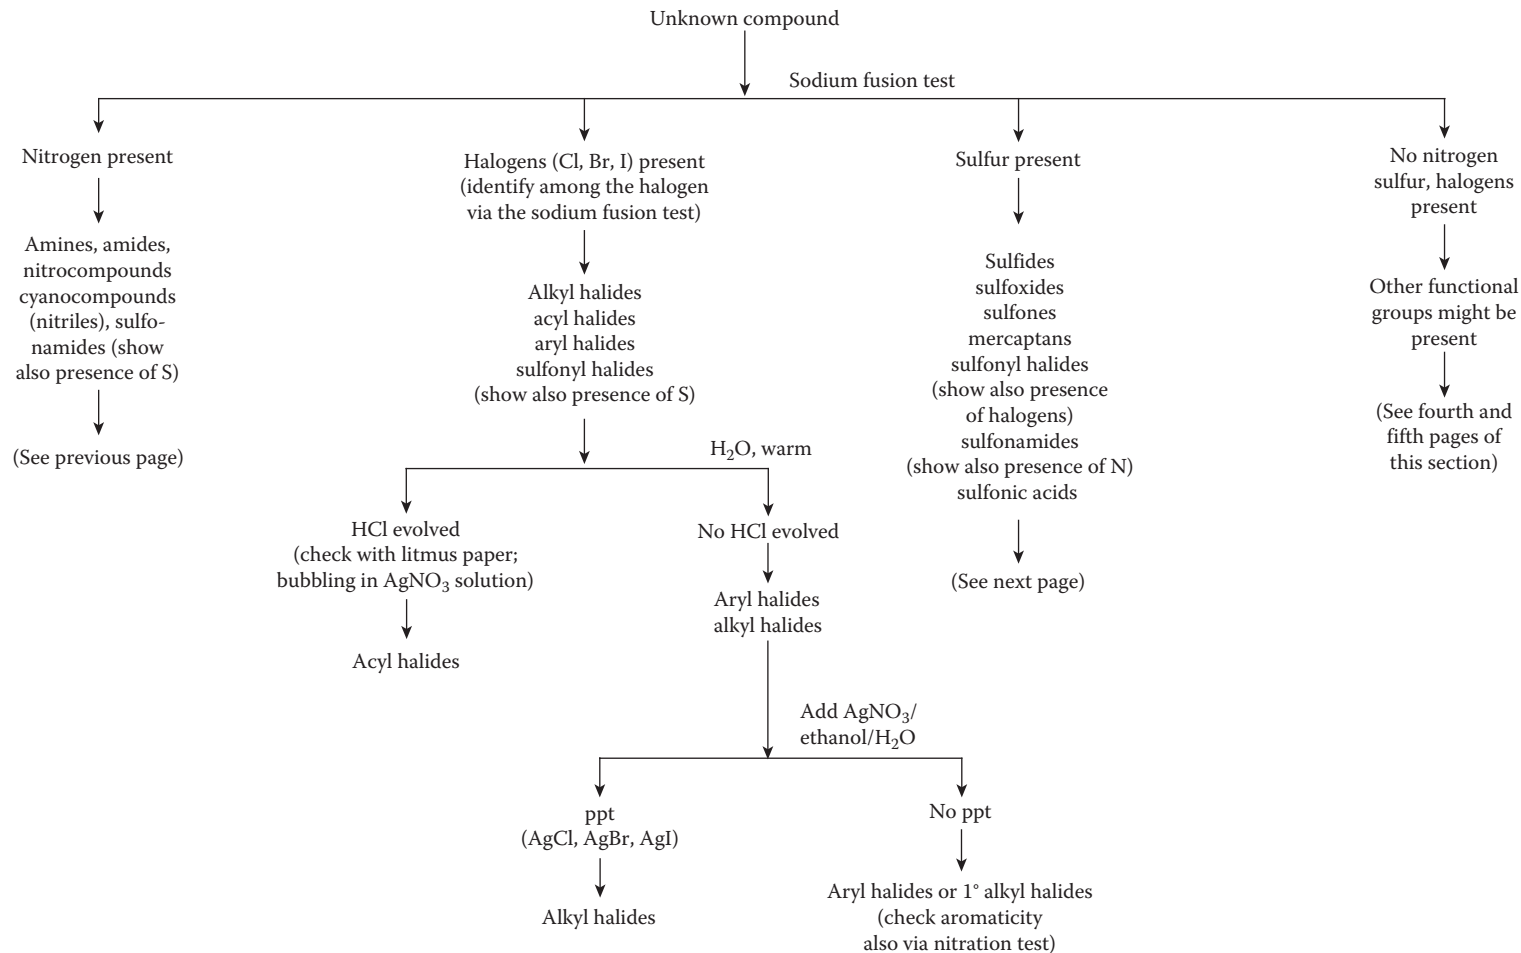 Unknown compound
Sodium fusion test
Nitrogen present
Amines, amides,
nitrocompounds
cyanocompounds
(nitriles), sulfo-
namides (show
also presence of S)
(See previous page)
Halogens (Cl, Br, I) present
(identify among the halogen
via the sodium fusion test)
Alkyl halides
acyl halides
aryl halides
sulfonyl halides
(show also presence of S)
H₂O, warm
HCl evolved
(check with litmus paper;
bubbling in AgNO₃ solution)
Acyl halides
No HCl evolved
Aryl halides
alkyl halides
Add AgNO₃/
ethanol/H₂O
ppt
(AgCl, AgBr, AgI)
Alkyl halides
No ppt
Aryl halides or 1° alkyl halides
(check aromaticity
also via nitration test)
Sulfur present
Sulfides
sulfoxides
sulfones
mercaptans
sulfonyl halides
(show also presence
of halogens)
sulfonamides
(show also presence of N)
sulfonic acids
(See next page)
No nitrogen
sulfur, halogens
present
Other functional
groups might be
present
(See fourth and
fifth pages of
this section)